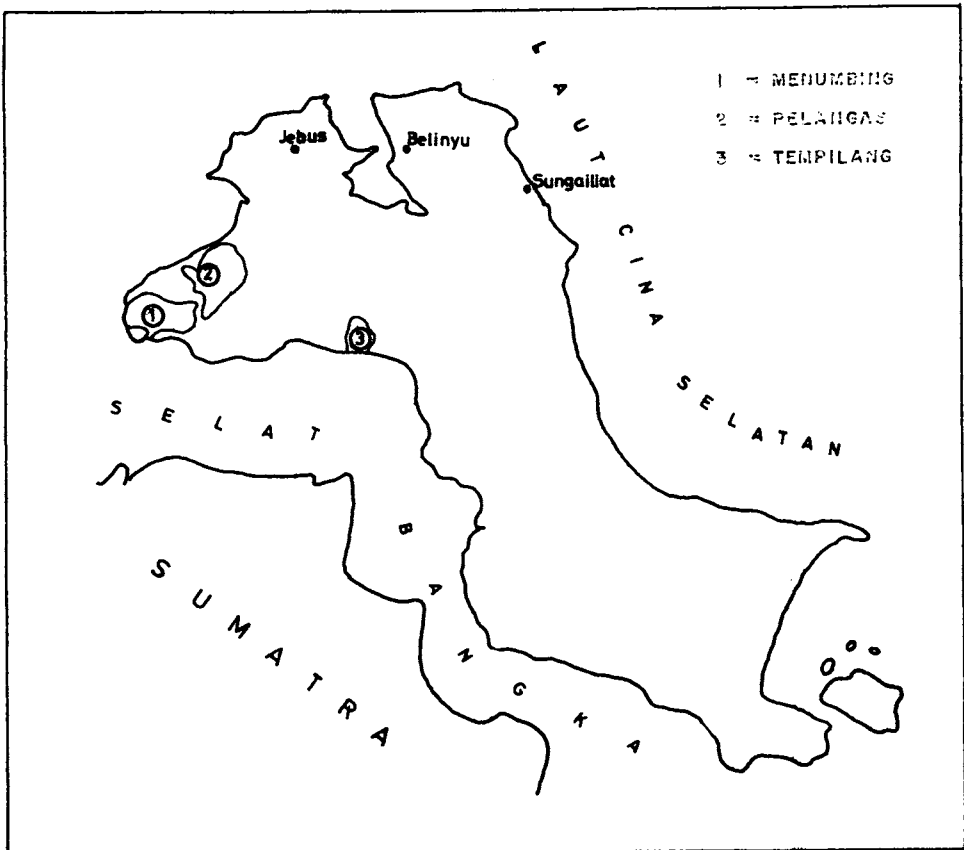 LAUT CINA SELATAN
1 = MENUMBING
2 = PELANGAS
3 = TEMPILANG
Jebus
Belinyu
Sungailiat
2
1
3
SELAT BANGKA
SUMATRA